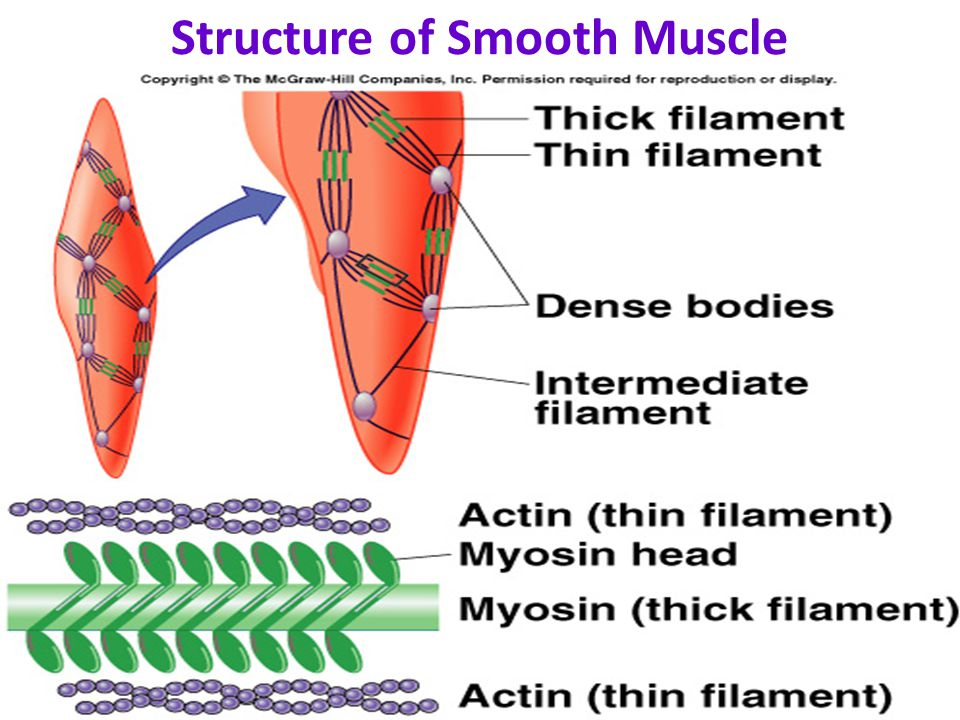 Structure of Smooth Muscle
Copyright © The McGraw-Hill Companies, Inc. Permission required for reproduction or display.
Thick filament
Thin filament
Dense bodies
Intermediate
filament
Actin (thin filament)
Myosin head
Myosin (thick filament)
Actin (thin filament)